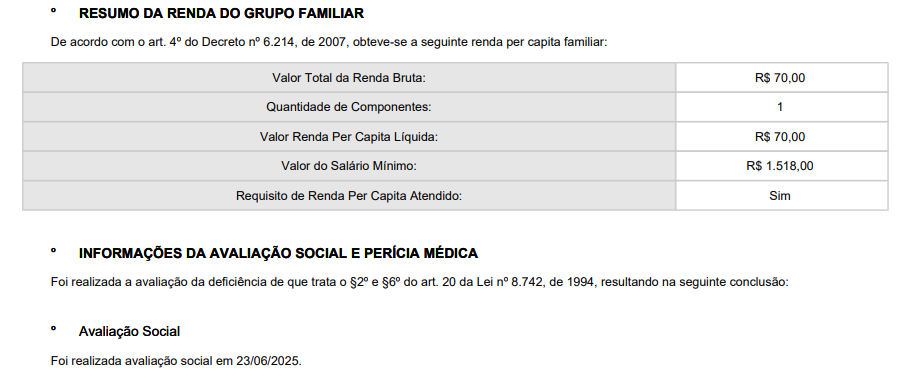 ° RESUMO DA RENDA DO GRUPO FAMILIAR
De acordo com o art. 4º do Decreto nº 6.214, de 2007, obteve-se a seguinte renda per capita familiar:
Valor Total da Renda Bruta: R$ 70,00
Quantidade de Componentes: 1
Valor Renda Per Capita Líquida: R$ 70,00
Valor do Salário Mínimo: R$ 1.518,00
Requisito de Renda Per Capita Atendido: Sim
° INFORMAÇÕES DA AVALIAÇÃO SOCIAL E PERÍCIA MÉDICA
Foi realizada a avaliação da deficiência de que trata o §2º e §6º do art. 20 da Lei nº 8.742, de 1994, resultando na seguinte conclusão:
° Avaliação Social
Foi realizada avaliação social em 23/06/2025.